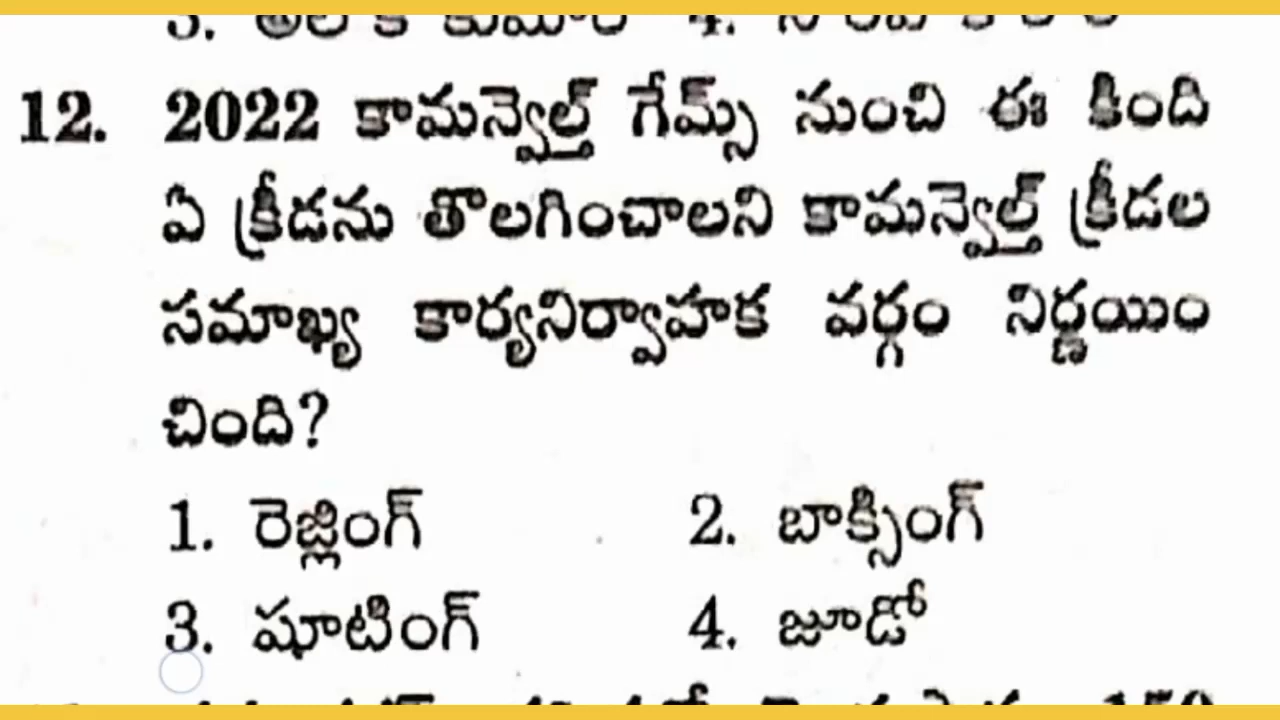 12. 2022 కామన్వెల్త్ గేమ్స్ నుంచి ఈ కింది
ఏ క్రీడను తొలగించాలని కామన్వెల్త్ క్రీడల
సమాఖ్య కార్యనిర్వాహక వర్గం నిర్ణయిం
చింది?
1. రెజ్లింగ్ 2. బాక్సింగ్
3. షూటింగ్ 4. జూడో